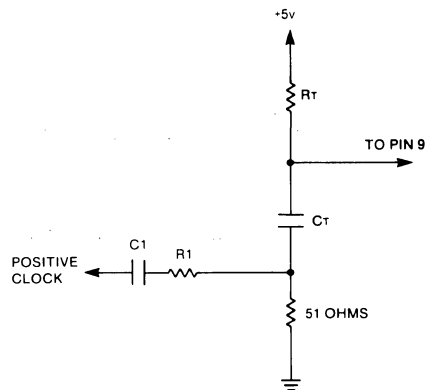 +5v
RT
TO PIN 9
CT
C1
R1
POSITIVE
CLOCK
51 OHMS